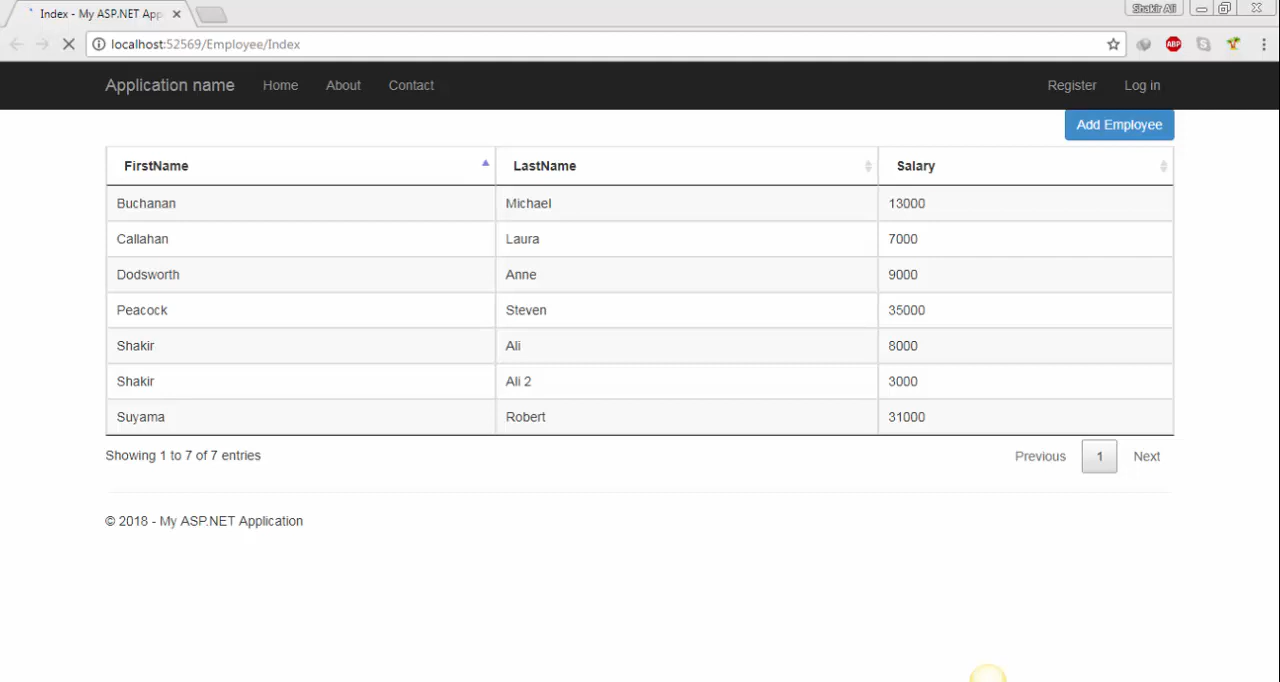 Index - My ASP.NET App
Shakir Ali
localhost:52569/Employee/Index
ABP
Application name Home About Contact Register Log in
Add Employee
FirstName LastName Salary
Buchanan Michael 13000
Callahan Laura 7000
Dodsworth Anne 9000
Peacock Steven 35000
Shakir Ali 8000
Shakir Ali 2 3000
Suyama Robert 31000
Showing 1 to 7 of 7 entries Previous 1 Next
© 2018 - My ASP.NET Application